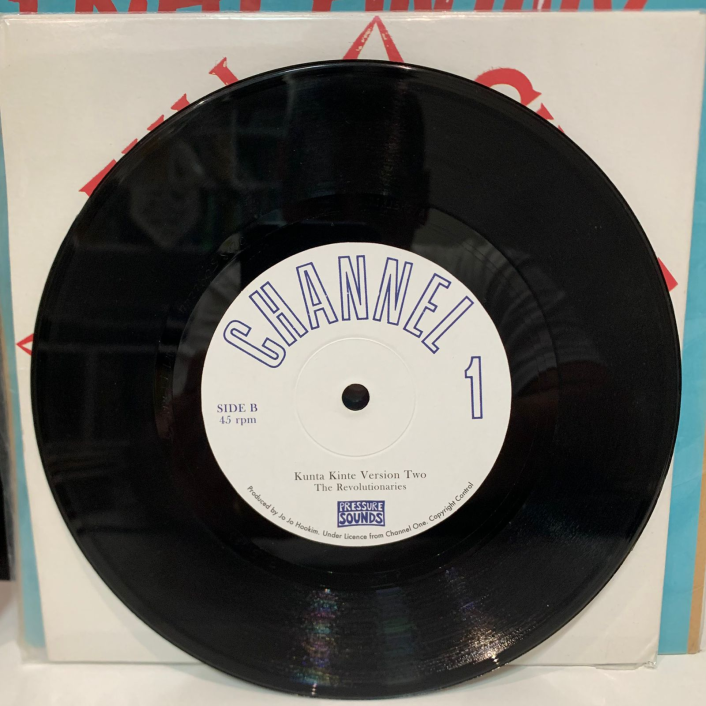 CHANNEL
1
SIDE B
45 rpm
Kunta Kinte Version Two
The Revolutionaries
PRESSURE
SOUNDS
Produced by Jo Jo Hookim. Under Licence from Channel One. Copyright Control